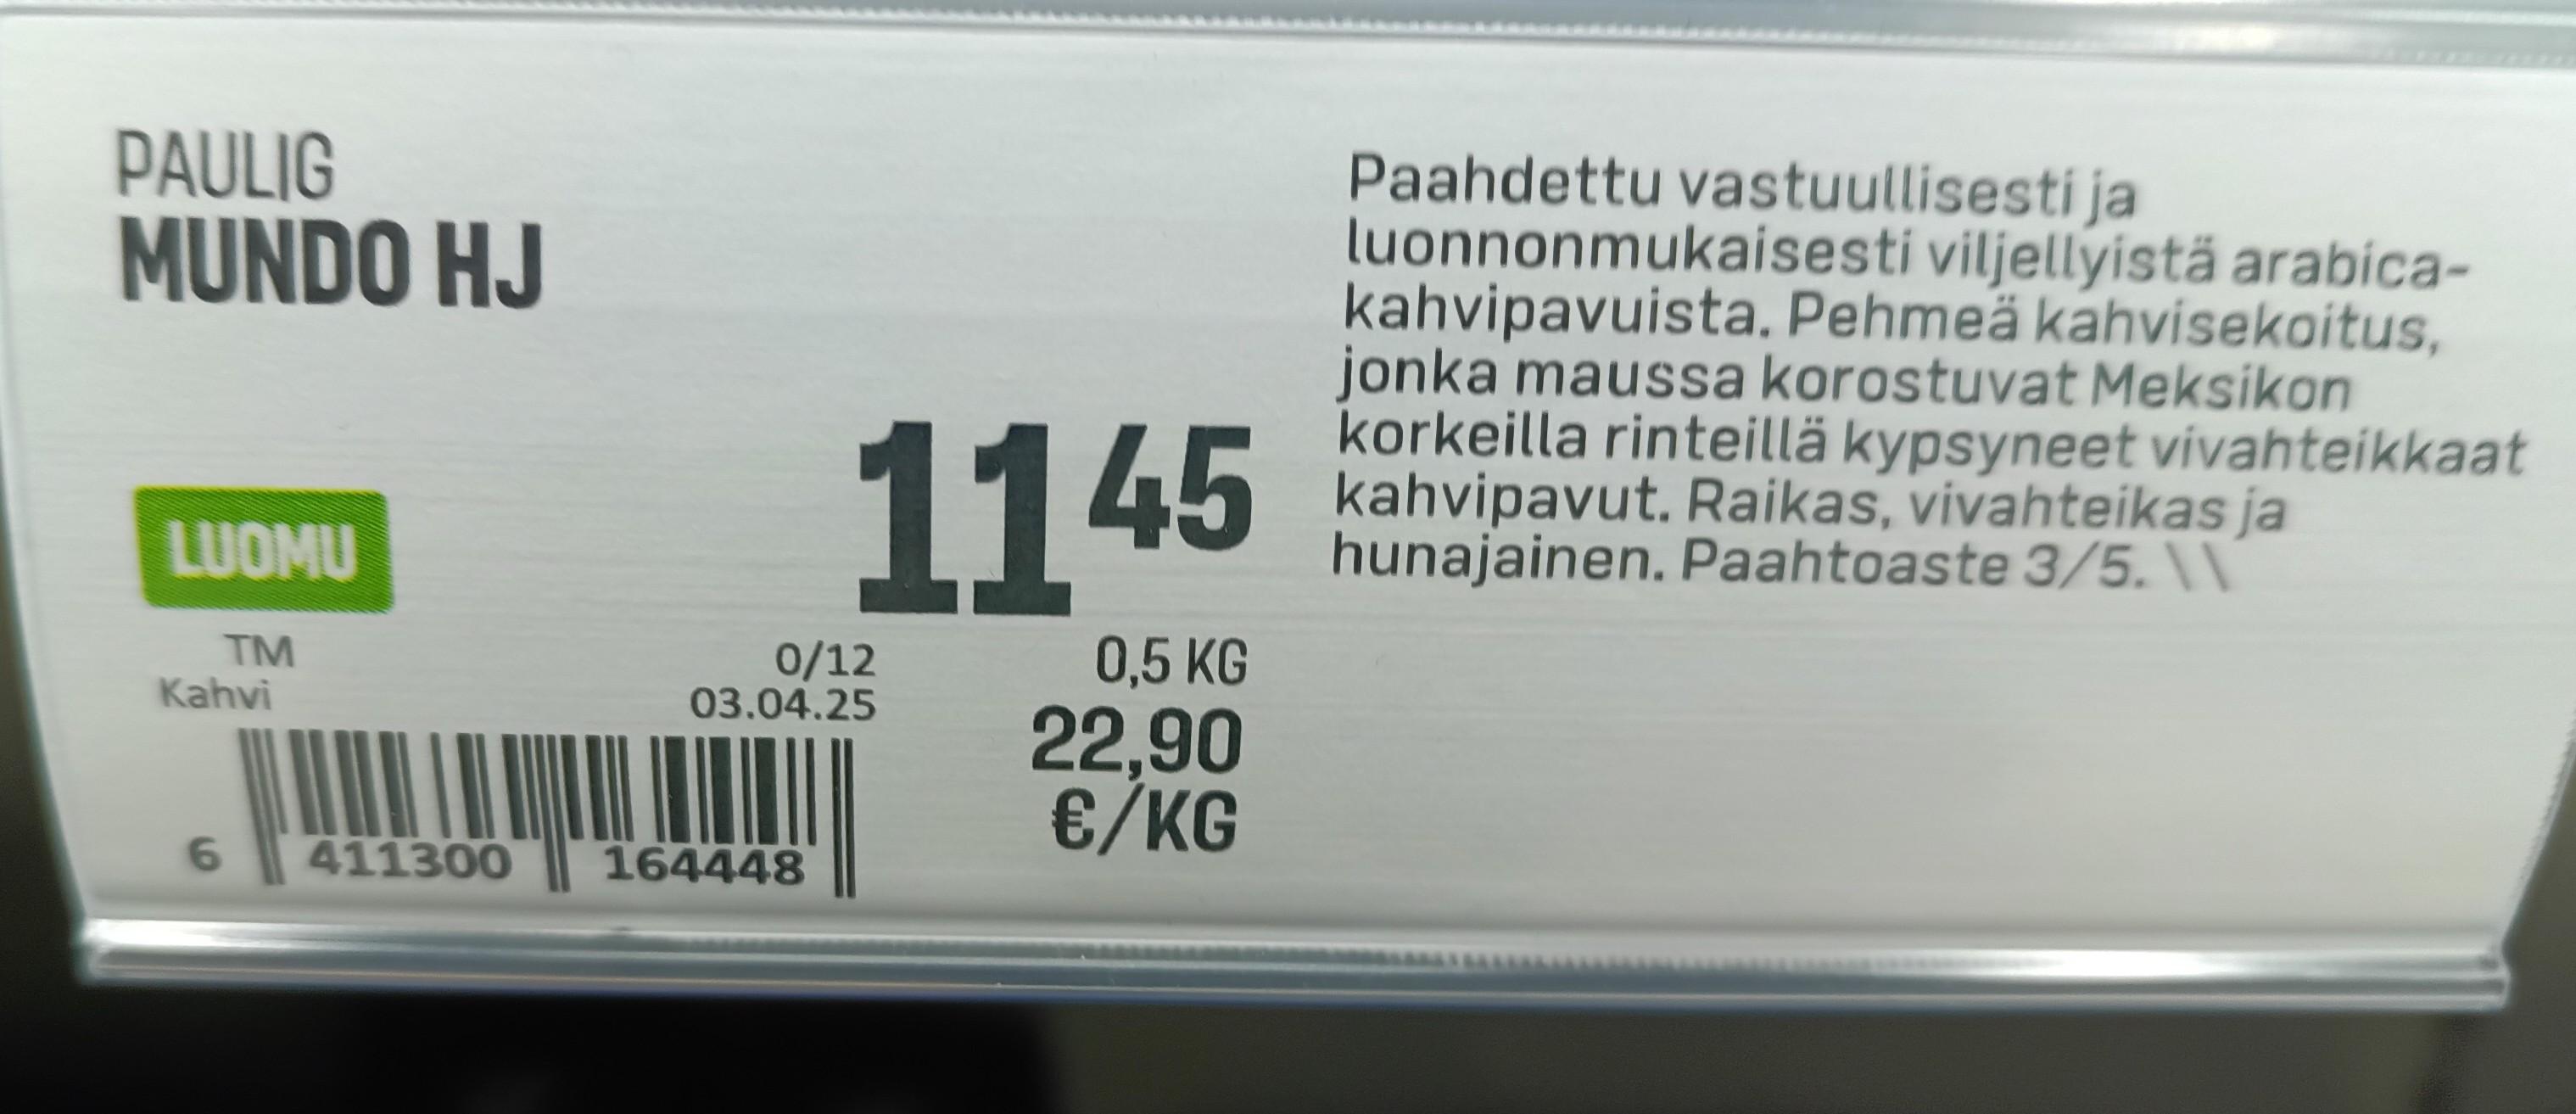 PAULIG
MUNDO HJ
LUOMU
11 45
TM
Kahvi
0/12
03.04.25
0,5 KG
22,90
€/KG
6 411300 164448
Paahdettu vastuullisesti ja
luonnonmukaisesti viljellyistä arabica-
kahvipavuista. Pehmeä kahvisekoitus,
jonka maussa korostuvat Meksikon
korkeilla rinteillä kypsyneet vivahteikkaat
kahvipavut. Raikas, vivahteikas ja
hunajainen. Paahtoaste 3/5. \\